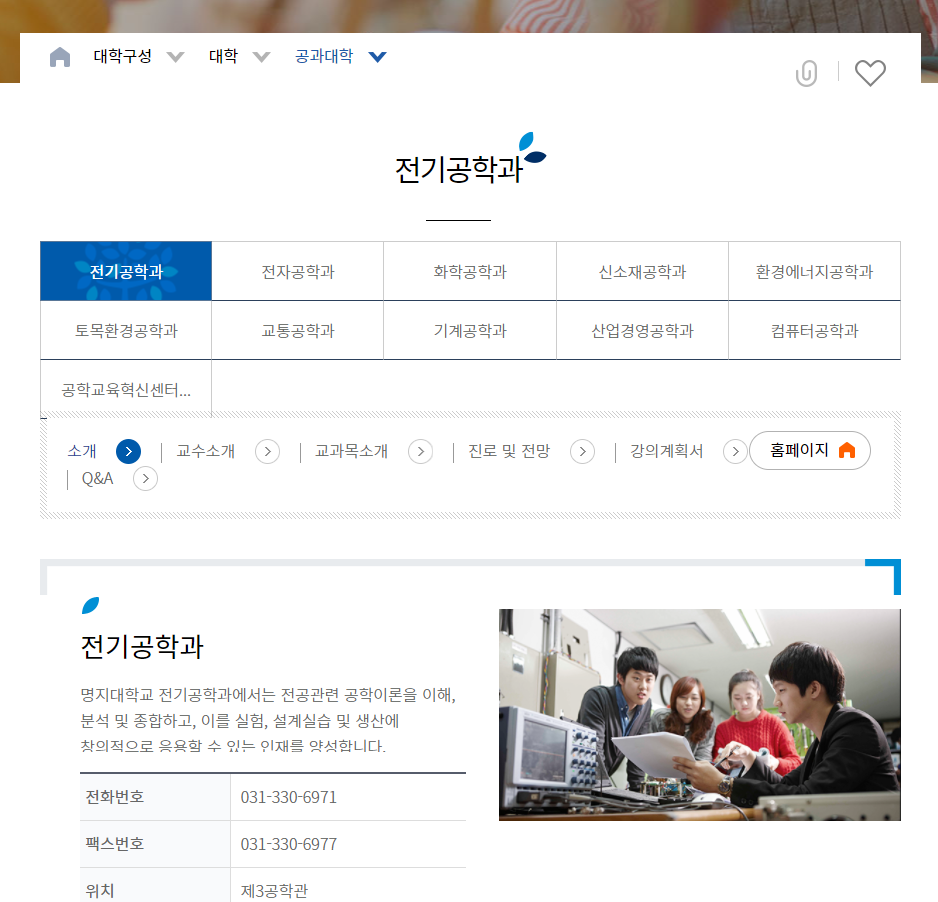 대학구성 대학 공과대학
전기공학과
전기공학과 전자공학과 화학공학과 신소재공학과 환경에너지공학과
토목환경공학과 교통공학과 기계공학과 산업경영공학과 컴퓨터공학과
공학교육혁신센터...
소개 교수소개 교과목소개 진로 및 전망 강의계획서 홈페이지
Q&A
전기공학과
명지대학교 전기공학과에서는 전공관련 공학이론을 이해,
분석 및 종합하고, 이를 실험, 설계실습 및 생산에
창의적으로 응용할 수 있는 인재를 양성합니다.
전화번호 031-330-6971
팩스번호 031-330-6977
위치 제3공학관